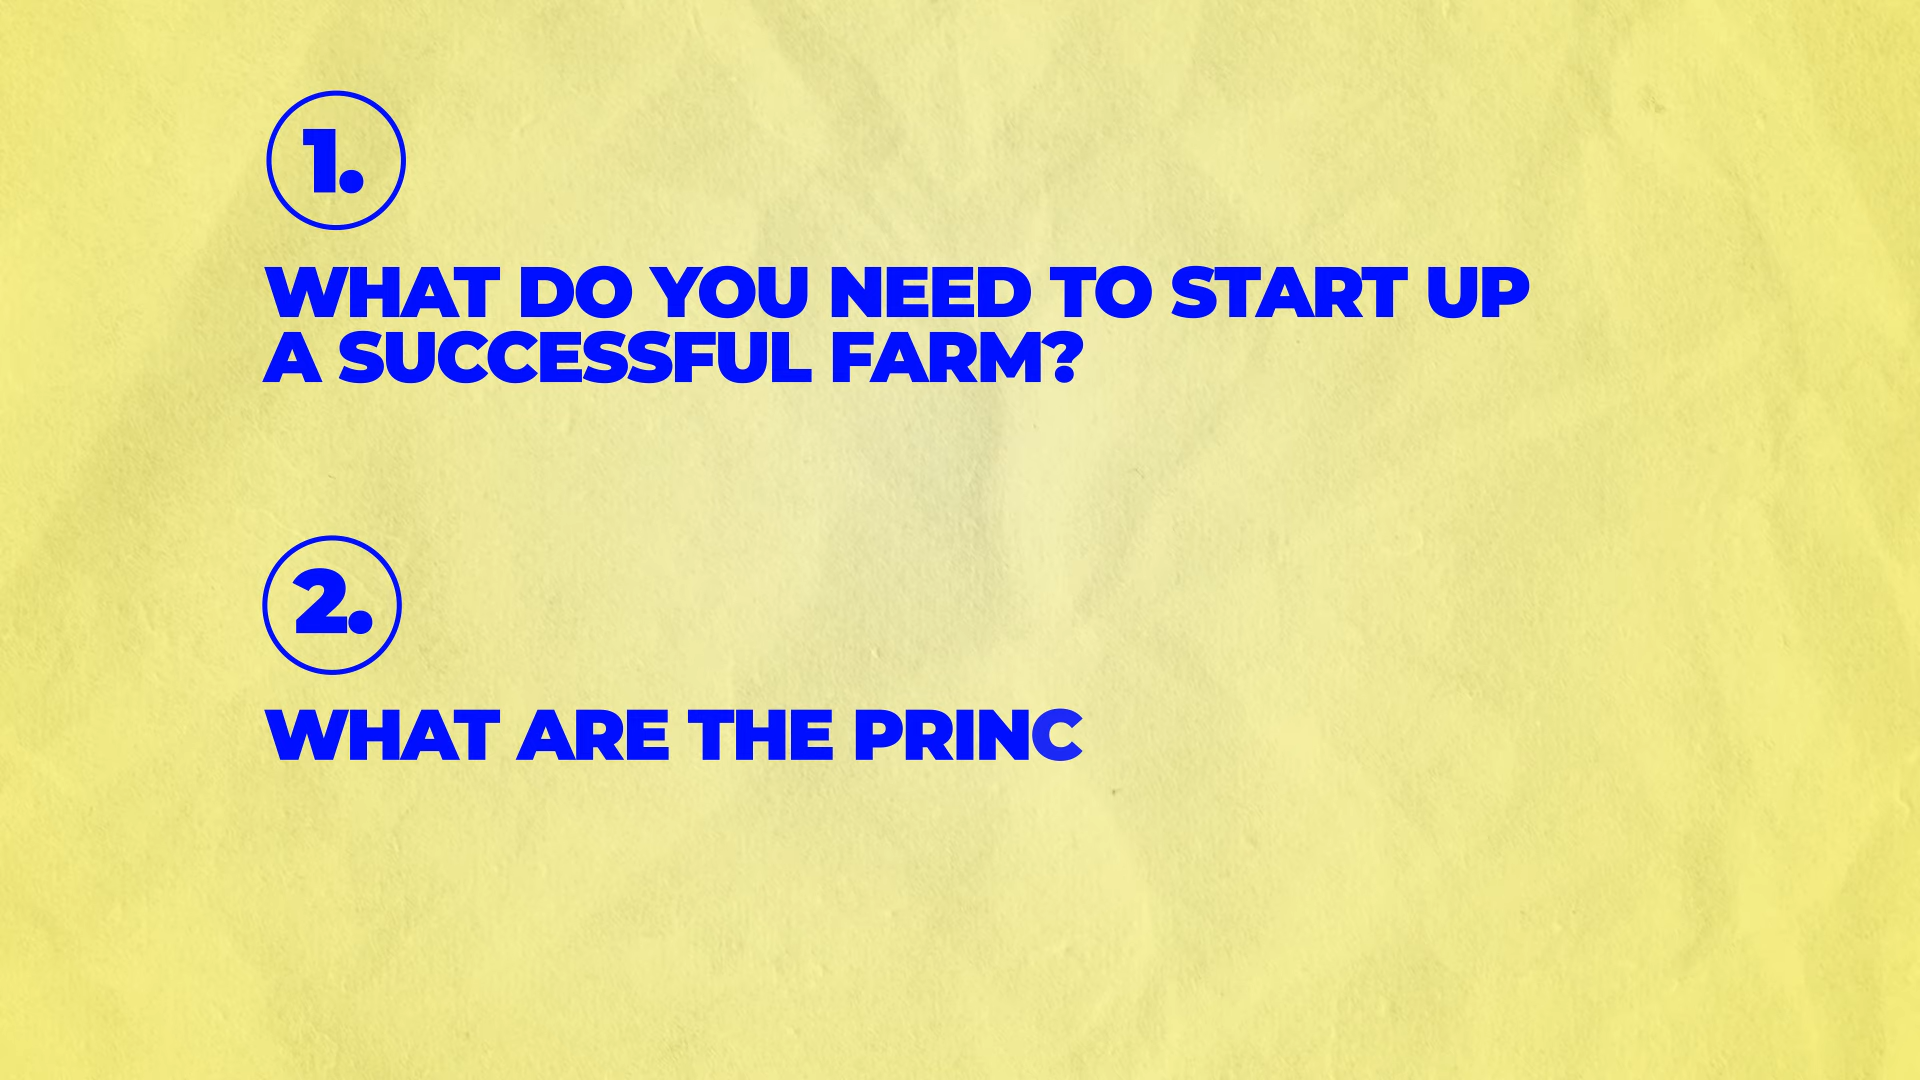 1.
WHAT DO YOU NEED TO START UP
A SUCCESSFUL FARM?
2.
WHAT ARE THE PRINC